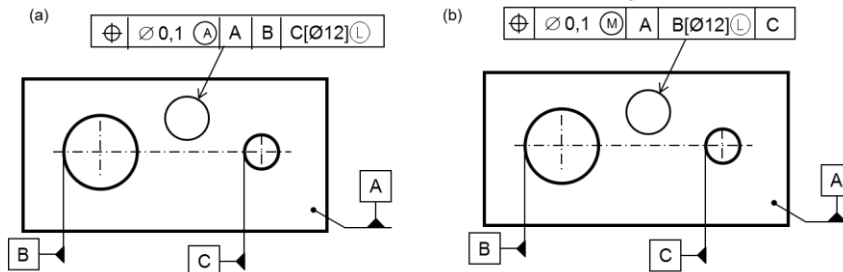 (a)
⌖ ∅ 0,1 Ⓐ A B C[Ø12]Ⓛ
A
B
C
(b)
⌖ ∅ 0,1 Ⓜ A B[Ø12]Ⓛ C
A
B
C